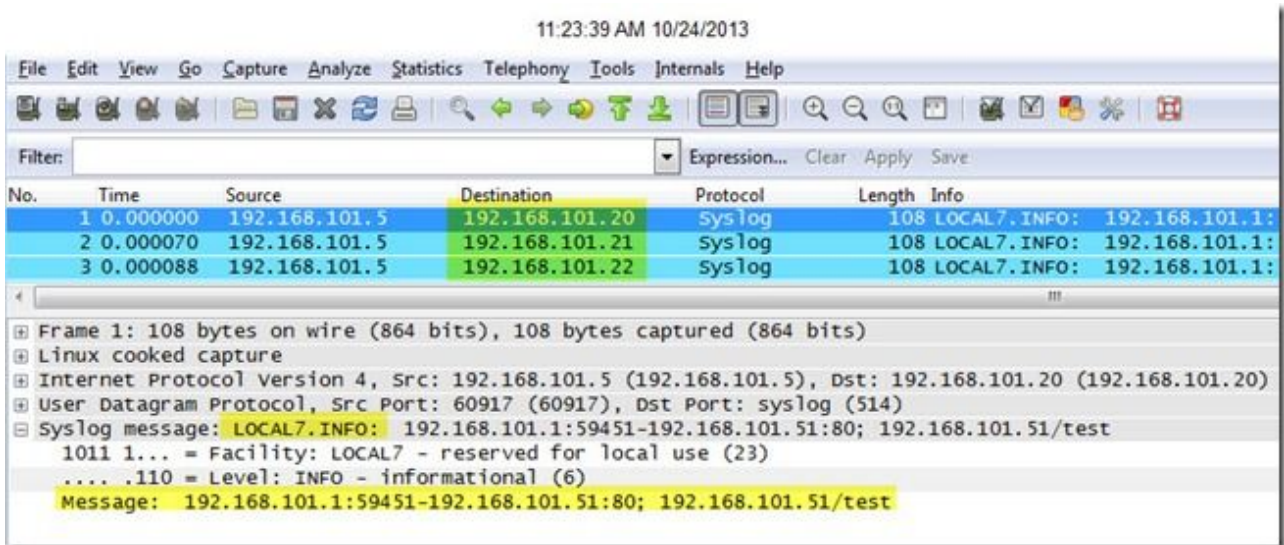 11:23:39 AM 10/24/2013
File Edit View Go Capture Analyze Statistics Telephony Tools Internals Help
Filter: Expression... Clear Apply Save
No. Time Source Destination Protocol Length Info
1 0.000000 192.168.101.5 192.168.101.20 Syslog 108 LOCAL7.INFO: 192.168.101.1:
2 0.000070 192.168.101.5 192.168.101.21 Syslog 108 LOCAL7.INFO: 192.168.101.1:
3 0.000088 192.168.101.5 192.168.101.22 Syslog 108 LOCAL7.INFO: 192.168.101.1:
Frame 1: 108 bytes on wire (864 bits), 108 bytes captured (864 bits)
Linux cooked capture
Internet Protocol Version 4, Src: 192.168.101.5 (192.168.101.5), Dst: 192.168.101.20 (192.168.101.20)
User Datagram Protocol, Src Port: 60917 (60917), Dst Port: syslog (514)
Syslog message: LOCAL7.INFO: 192.168.101.1:59451-192.168.101.51:80; 192.168.101.51/test
1011 1... = Facility: LOCAL7 - reserved for local use (23)
.... .110 = Level: INFO - informational (6)
Message: 192.168.101.1:59451-192.168.101.51:80; 192.168.101.51/test